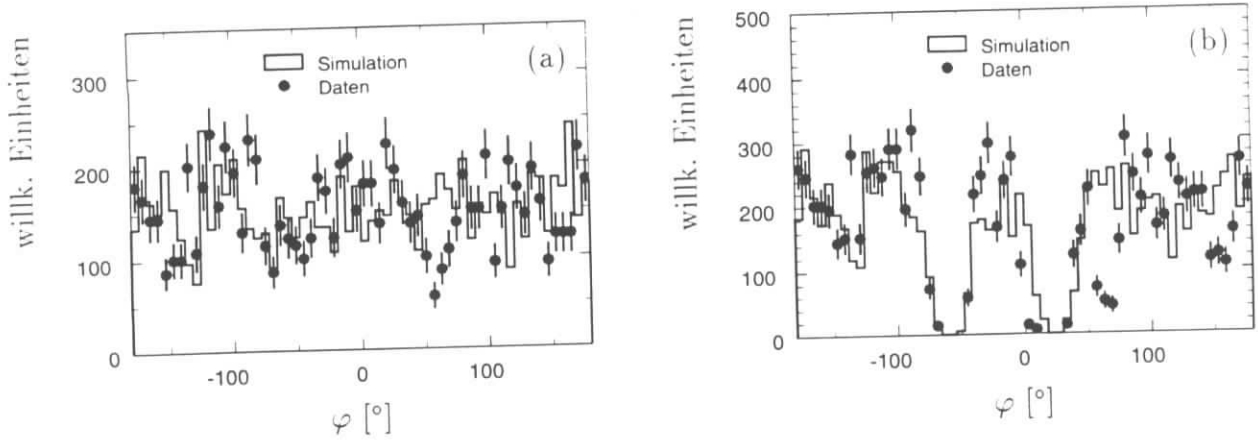 willk. Einheiten
300
200
100
0
-100
0
100
φ [°]
Simulation
Daten
(a)
willk. Einheiten
500
400
300
200
100
0
-100
0
100
φ [°]
Simulation
Daten
(b)